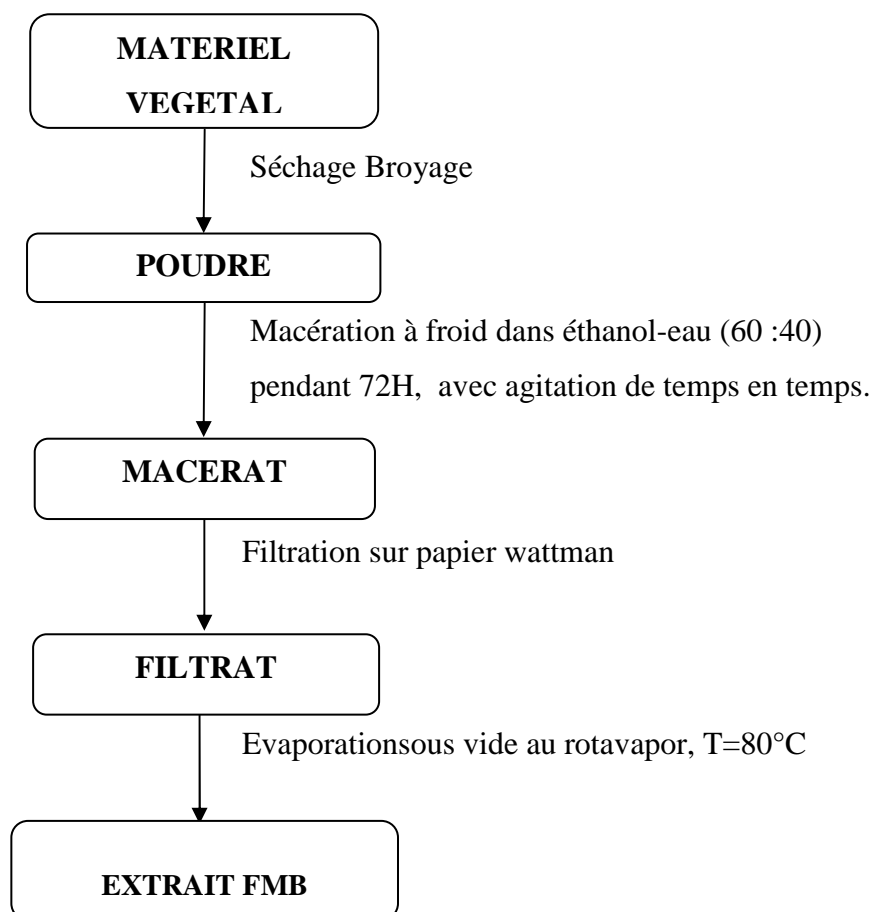 MATERIEL
VEGETAL
Séchage Broyage
POUDRE
Macération à froid dans éthanol-eau (60 :40)
pendant 72H, avec agitation de temps en temps.
MACERAT
Filtration sur papier wattman
FILTRAT
Evaporationsous vide au rotavapor, T=80°C
EXTRAIT FMB